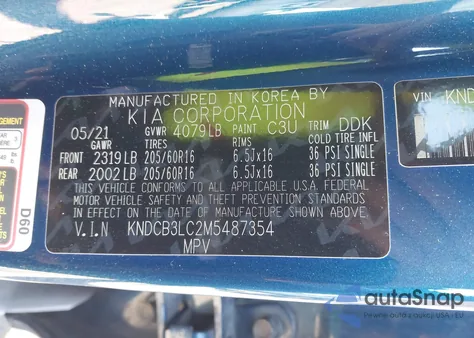 MANUFACTURED IN KOREA BY
KIA CORPORATION
05/21 GVWR 4079LB PAINT C3U TRIM DDK
GAWR TIRES RIMS COLD TIRE INFL
FRONT 2319LB 205/60R16 6.5Jx16 36 PSI SINGLE
REAR 2002LB 205/60R16 6.5Jx16 36 PSI SINGLE
THIS VEHICLE CONFORMS TO ALL APPLICABLE U.S.A. FEDERAL
MOTOR VEHICLE SAFETY AND THEFT PREVENTION STANDARDS
IN EFFECT ON THE DATE OF MANUFACTURE SHOWN ABOVE.
V.I.N KNDCB3LC2M5487354
MPV
D60
VIN KND
autoSnap